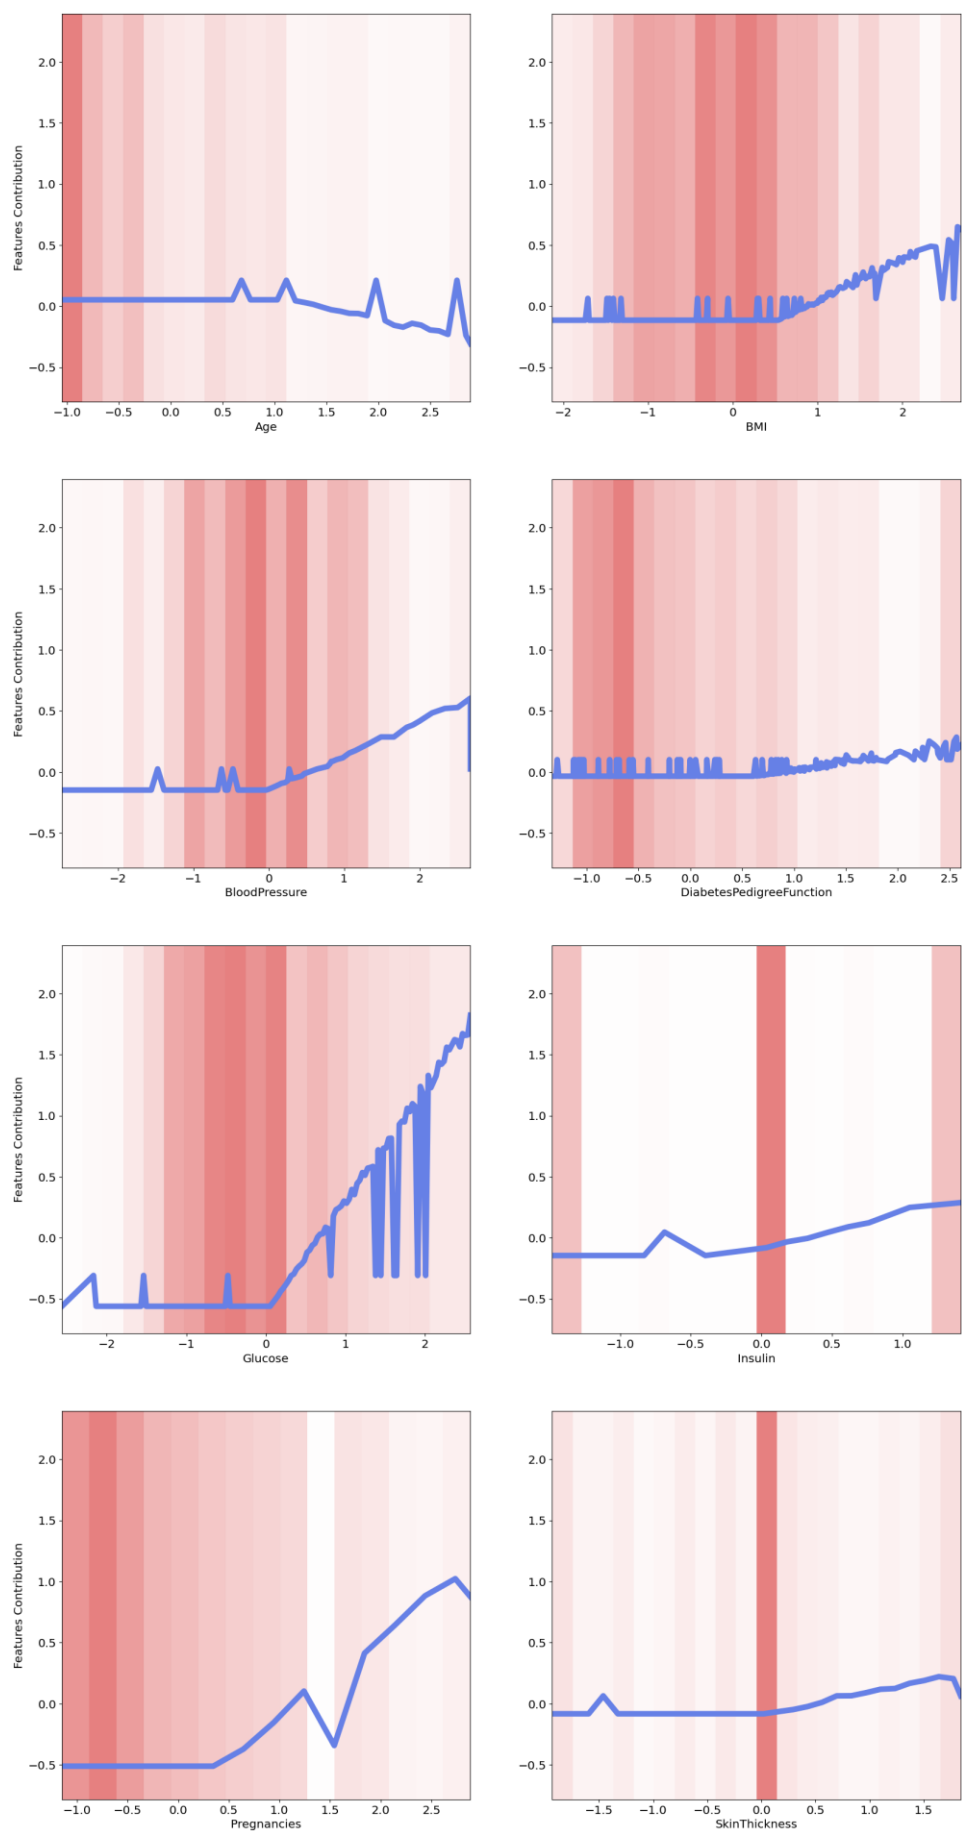 2.0
1.5
1.0
0.5
0.0
−0.5
Features Contribution
−1.0 −0.5 0.0 0.5 1.0 1.5 2.0 2.5
Age
2.0
1.5
1.0
0.5
0.0
−0.5
−2 −1 0 1 2
BMI
2.0
1.5
1.0
0.5
0.0
−0.5
Features Contribution
−2 −1 0 1 2
BloodPressure
2.0
1.5
1.0
0.5
0.0
−0.5
−1.0 −0.5 0.0 0.5 1.0 1.5 2.0 2.5
DiabetesPedigreeFunction
2.0
1.5
1.0
0.5
0.0
−0.5
Features Contribution
−2 −1 0 1 2
Glucose
2.0
1.5
1.0
0.5
0.0
−0.5
−1.0 −0.5 0.0 0.5 1.0
Insulin
2.0
1.5
1.0
0.5
0.0
−0.5
Features Contribution
−1.0 −0.5 0.0 0.5 1.0 1.5 2.0 2.5
Pregnancies
2.0
1.5
1.0
0.5
0.0
−0.5
−1.5 −1.0 −0.5 0.0 0.5 1.0 1.5
SkinThickness